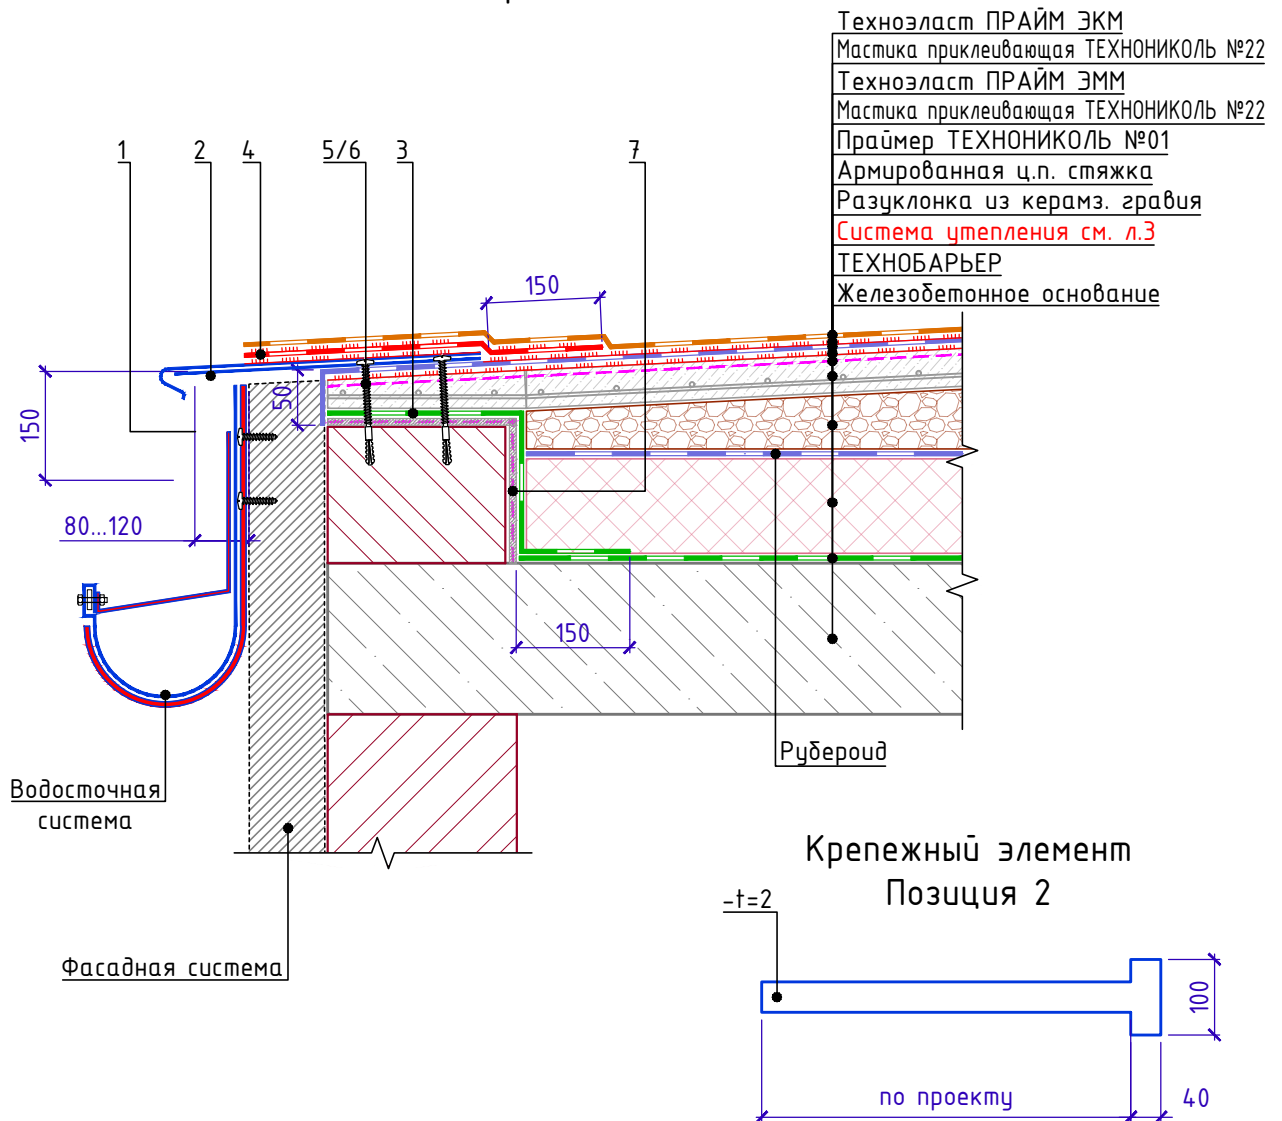 Техноэласт ПРАЙМ ЭКМ
Мастика приклеивающая ТЕХНОНИКОЛЬ №22
Техноэласт ПРАЙМ ЭММ
Мастика приклеивающая ТЕХНОНИКОЛЬ №22
Праймер ТЕХНОНИКОЛЬ №01
Армированная ц.п. стяжка
Разуклонка из керамз. гравия
Система утепления см. л.3
ТЕХНОБАРЬЕР
Железобетонное основание
1 2 4 5/6 3 7
150
150
50
80...120
150
Рубероид
Водосточная
система
Фасадная система
Крепежный элемент
Позиция 2
-t=2
100
по проекту 40